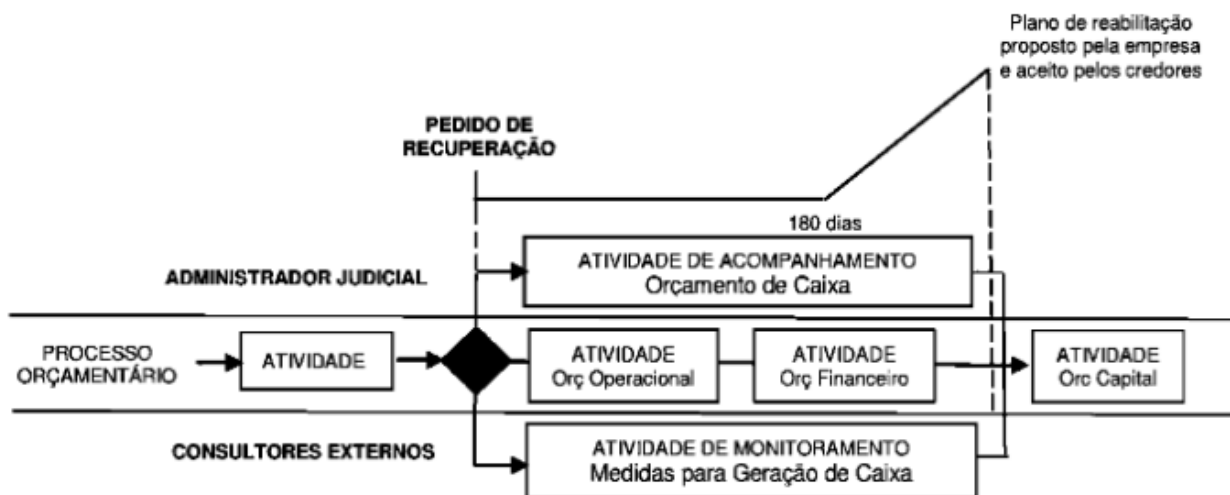 Plano de reabilitação
proposto pela empresa
e aceito pelos credores
PEDIDO DE
RECUPERAÇÃO
180 dias
ADMINISTRADOR JUDICIAL
ATIVIDADE DE ACOMPANHAMENTO
Orçamento de Caixa
PROCESSO
ORÇAMENTÁRIO
ATIVIDADE
ATIVIDADE
Orç Operacional
ATIVIDADE
Orç Financeiro
ATIVIDADE
Orc Capital
CONSULTORES EXTERNOS
ATIVIDADE DE MONITORAMENTO
Medidas para Geração de Caixa